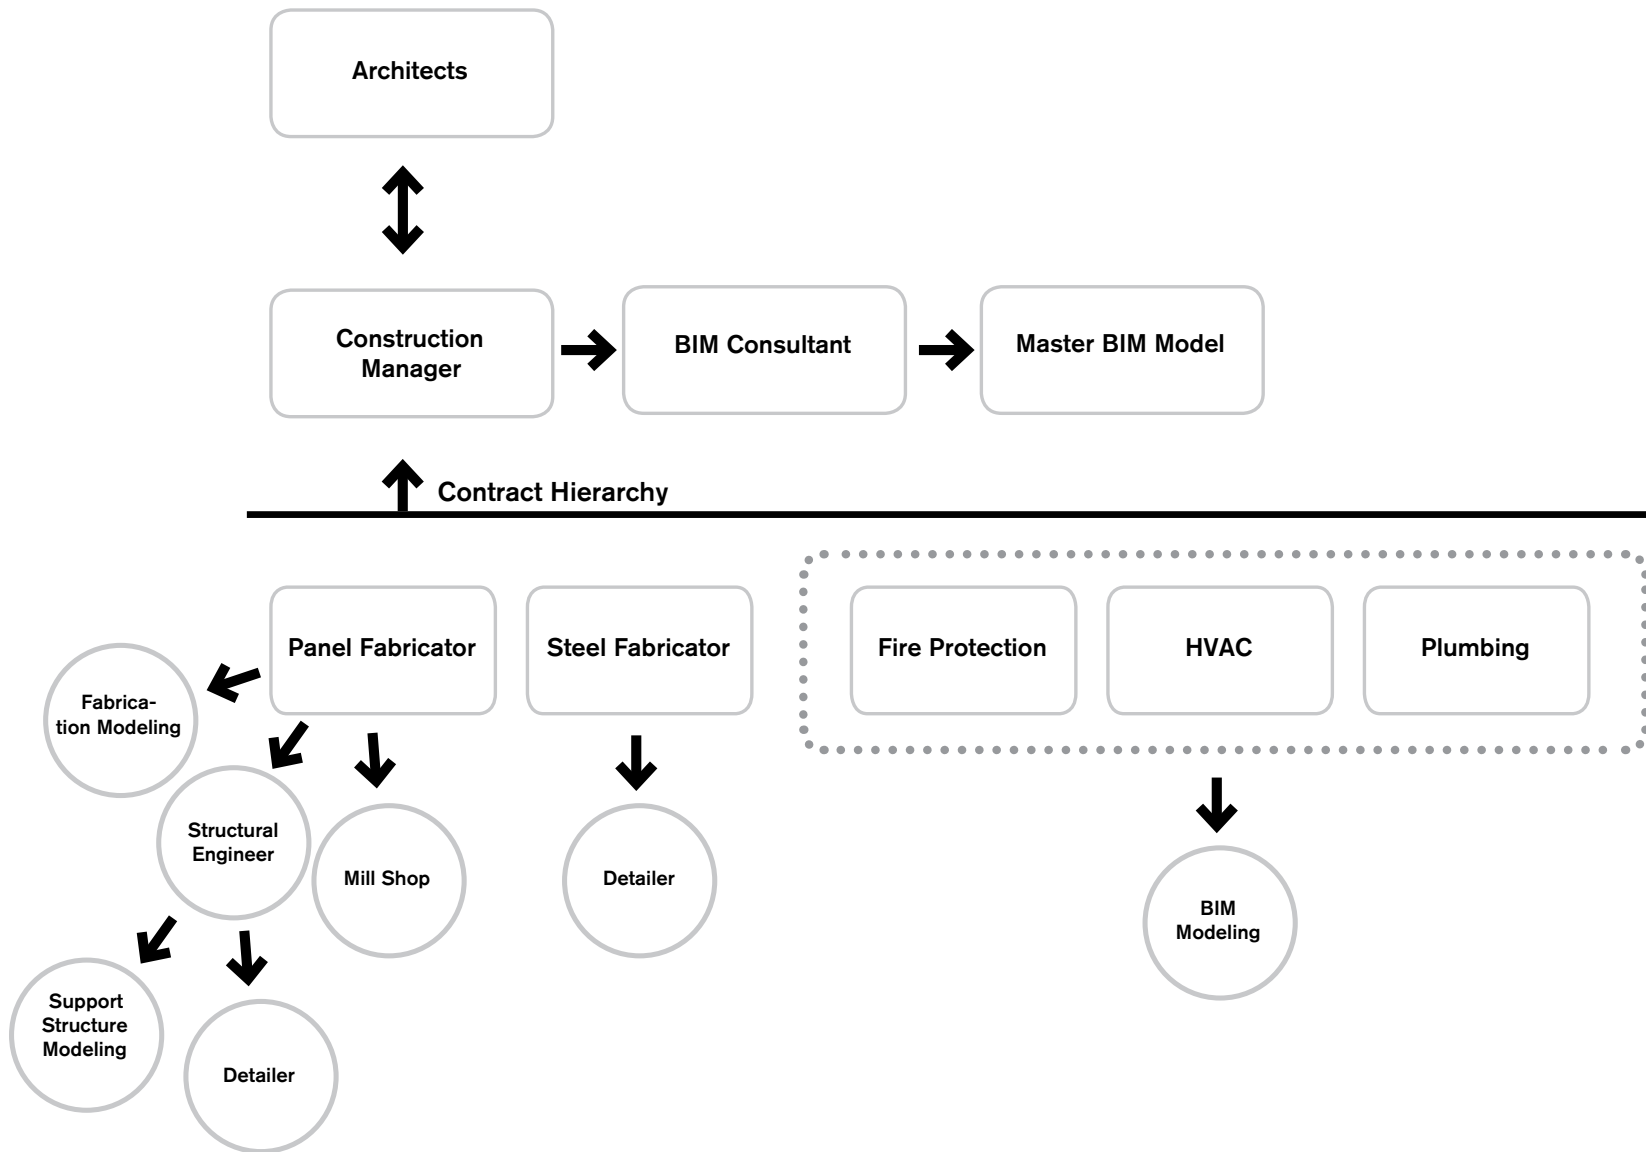 Architects
Construction
Manager
BIM Consultant
Master BIM Model
Contract Hierarchy
Panel Fabricator
Steel Fabricator
Fire Protection
HVAC
Plumbing
Fabrica-
tion Modeling
Structural
Engineer
Mill Shop
Detailer
BIM
Modeling
Support
Structure
Modeling
Detailer